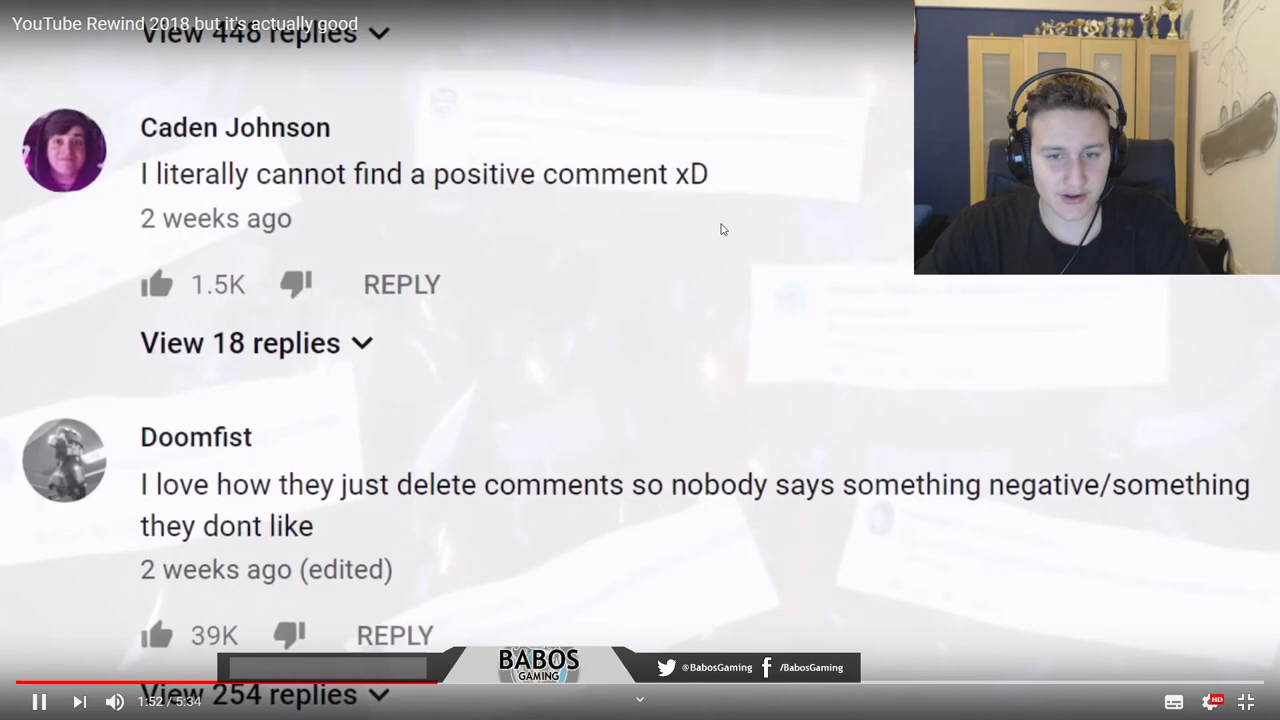 YouTube Rewind 2018 but it's actually good
View 448 replies
Caden Johnson
I literally cannot find a positive comment xD
2 weeks ago
1.5K REPLY
View 18 replies
Doomfist
I love how they just delete comments so nobody says something negative/something
they dont like
2 weeks ago (edited)
39K REPLY
BABOS
GAMING
@BabosGaming /BabosGaming
View 254 replies
1:52 / 5:34
HD